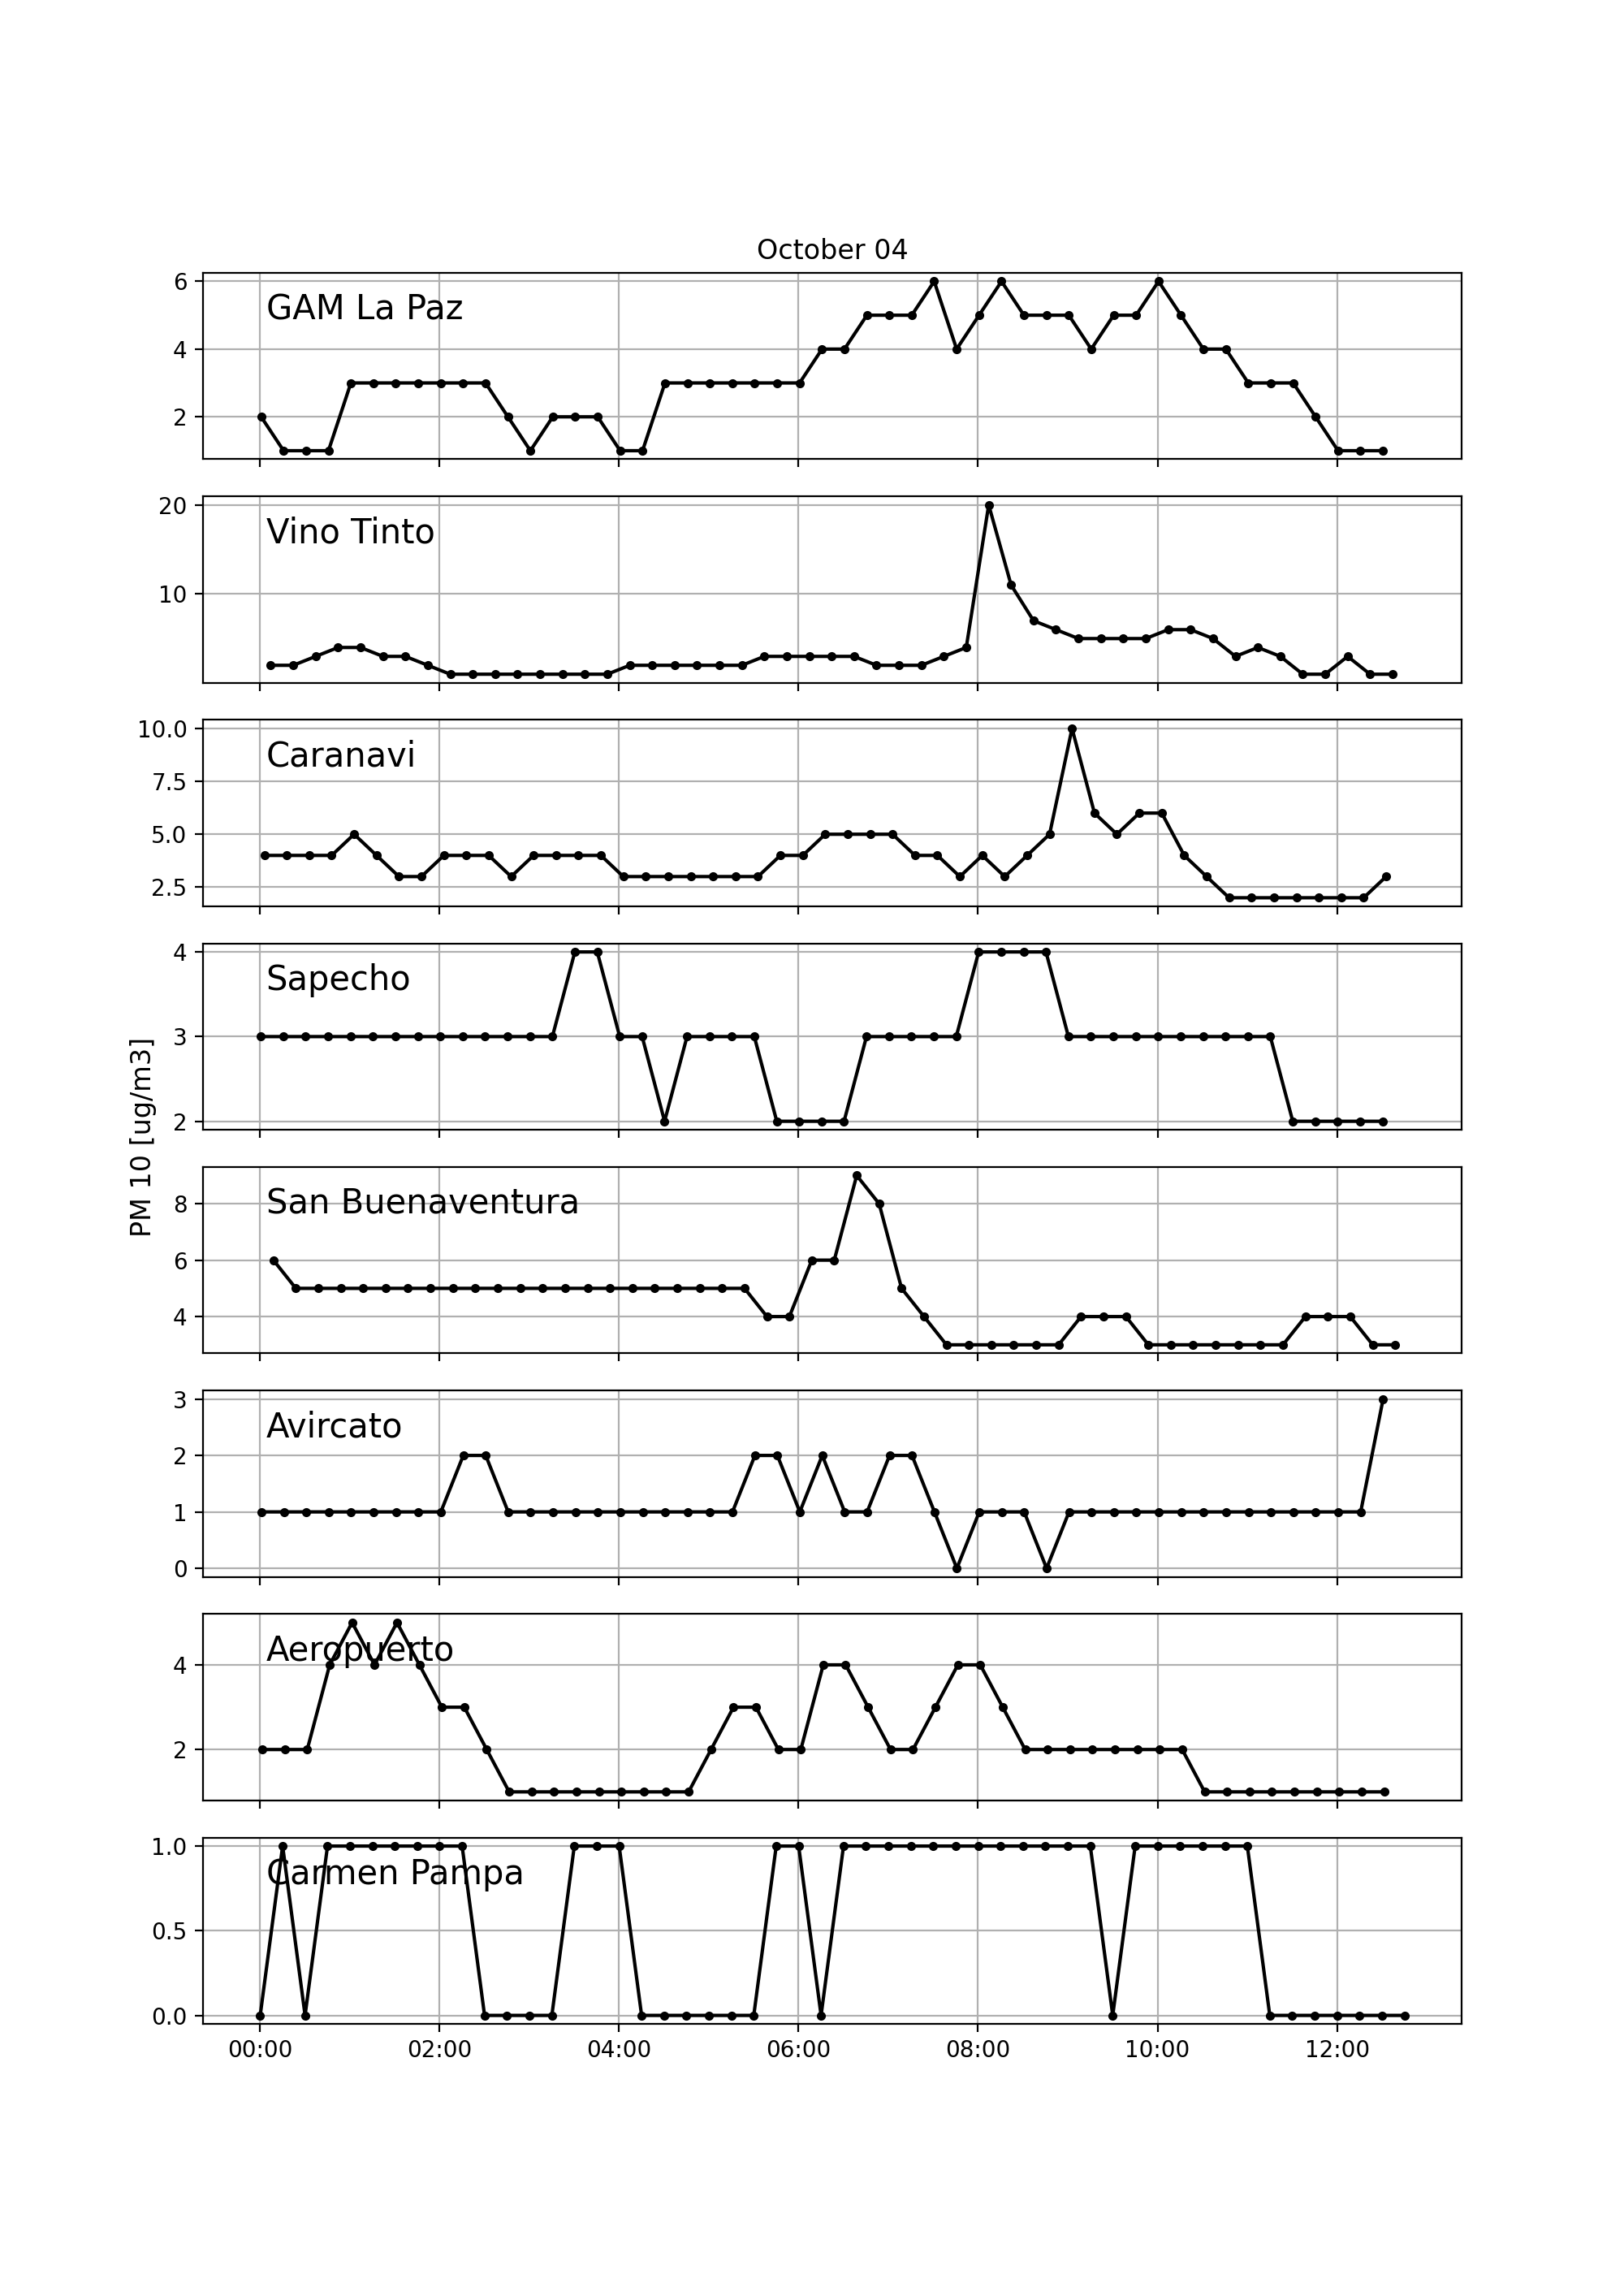 October 04
PM 10 [ug/m3]
6
4
2
GAM La Paz
20
10
Vino Tinto
10.0
7.5
5.0
2.5
Caranavi
4
3
2
Sapecho
8
6
4
San Buenaventura
3
2
1
0
Avircato
4
2
Aeropuerto
1.0
0.5
0.0
Carmen Pampa
00:00 02:00 04:00 06:00 08:00 10:00 12:00